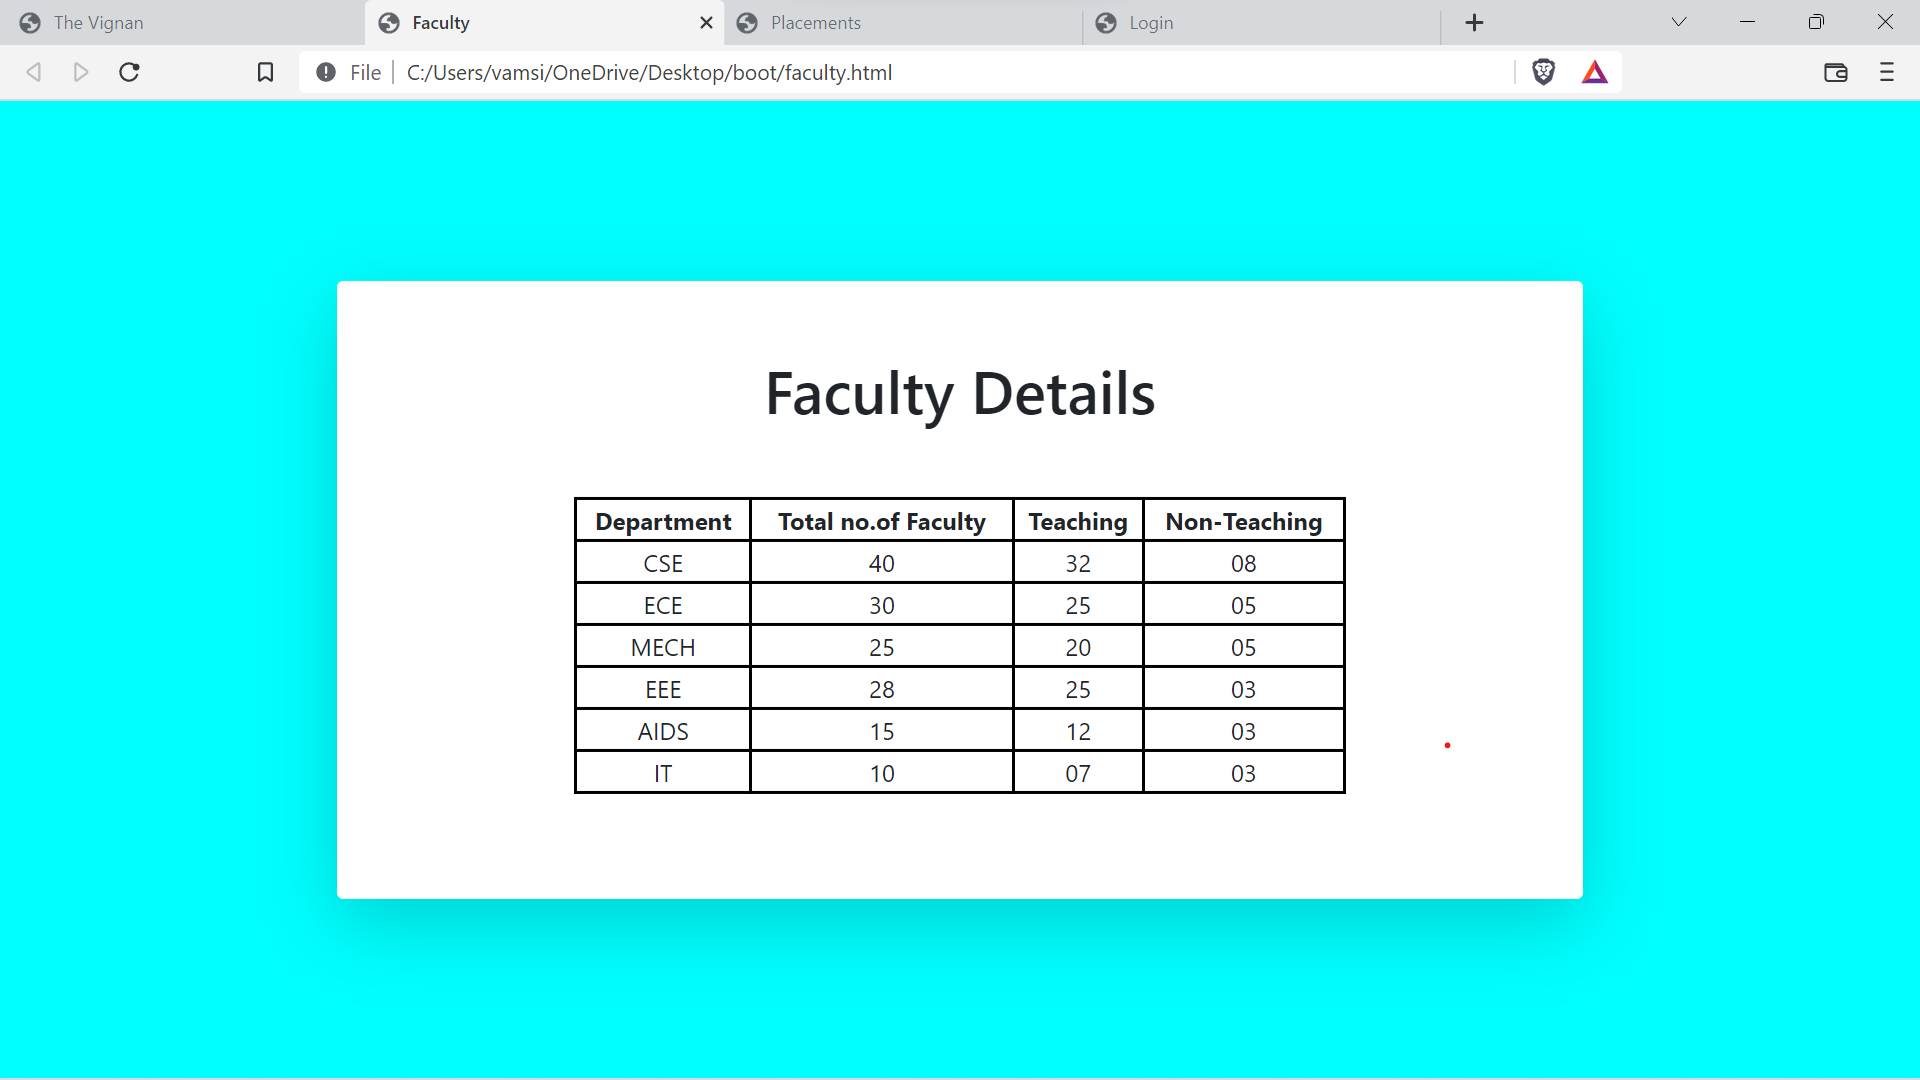 The Vignan Faculty Placements Login
File C:/Users/vamsi/OneDrive/Desktop/boot/faculty.html
Faculty Details
Department Total no.of Faculty Teaching Non-Teaching
CSE 40 32 08
ECE 30 25 05
MECH 25 20 05
EEE 28 25 03
AIDS 15 12 03
IT 10 07 03